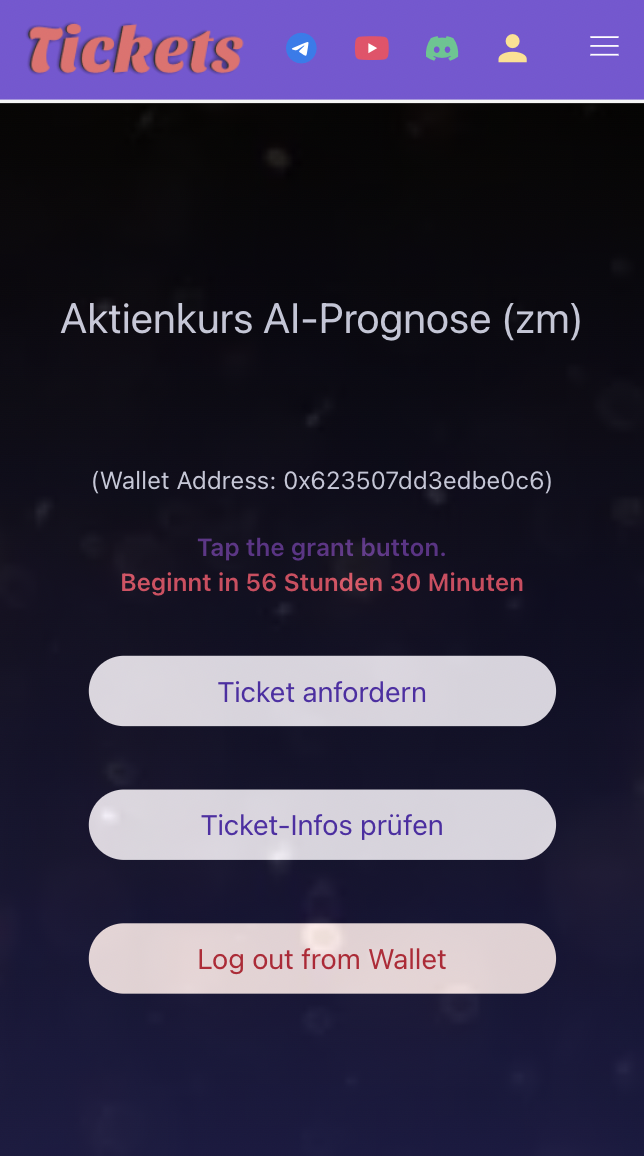 Tickets
Aktienkurs AI-Prognose (zm)
(Wallet Address: 0x623507dd3edbe0c6)
Tap the grant button.
Beginnt in 56 Stunden 30 Minuten
Ticket anfordern
Ticket-Infos prüfen
Log out from Wallet